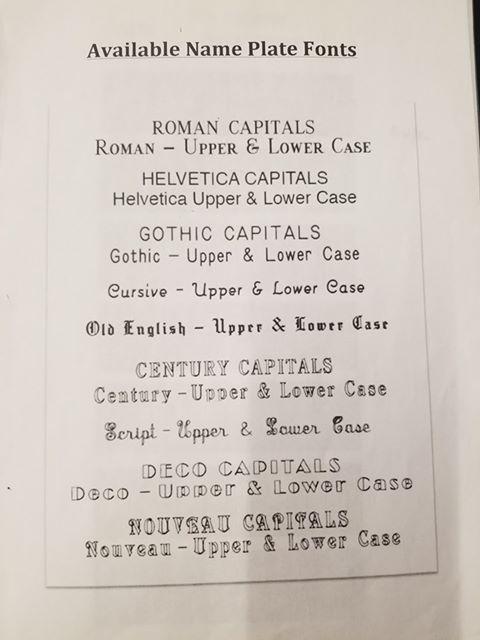 Available Name Plate Fonts
ROMAN CAPITALS
ROMAN – UPPER & LOWER CASE
HELVETICA CAPITALS
Helvetica Upper & Lower Case
GOTHIC CAPITALS
Gothic – Upper & Lower Case
Cursive – Upper & Lower Case
Old English – Upper & Lower Case
CENTURY CAPITALS
Century – Upper & Lower Case
Script – Upper & Lower Case
DECO CAPITALS
Deco – Upper & Lower Case
NOUVEAU CAPITALS
Nouveau – Upper & Lower Case